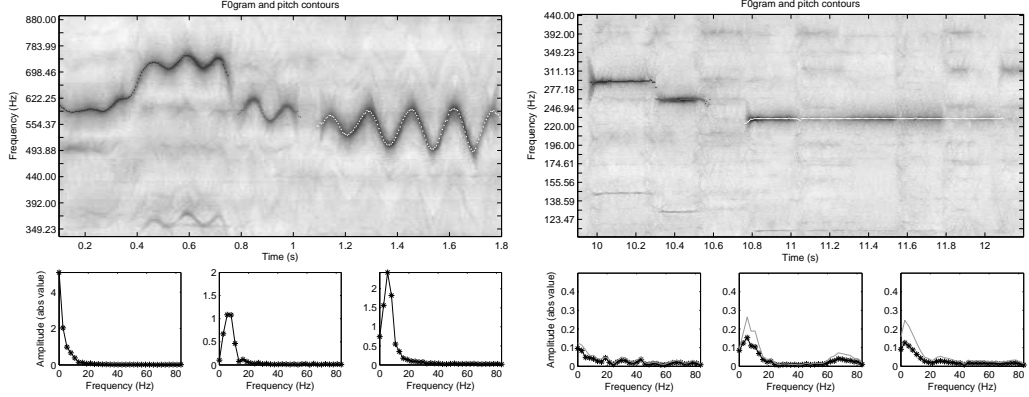 F0gram and pitch contours
880.00
783.99
698.46
622.25
554.37
493.88
440.00
392.00
349.23
Frequency (Hz)
0.2 0.4 0.6 0.8 1 1.2 1.4 1.6 1.8
Time (s)
F0gram and pitch contours
440.00
392.00
349.23
311.13
277.18
246.94
220.00
196.00
174.61
155.56
138.59
123.47
Frequency (Hz)
10 10.2 10.4 10.6 10.8 11 11.2 11.4 11.6 11.8 12
Time (s)
Amplitude (abs value)
4
3
2
1
0
0 20 40 60 80
Frequency (Hz)
2
1.5
1
0.5
0
0 20 40 60 80
Frequency (Hz)
2
1.5
1
0.5
0
0 20 40 60 80
Frequency (Hz)
Amplitude (abs value)
0.4
0.3
0.2
0.1
0
0 20 40 60 80
Frequency (Hz)
0.4
0.3
0.2
0.1
0
0 20 40 60 80
Frequency (Hz)
0.4
0.3
0.2
0.1
0
0 20 40 60 80
Frequency (Hz)